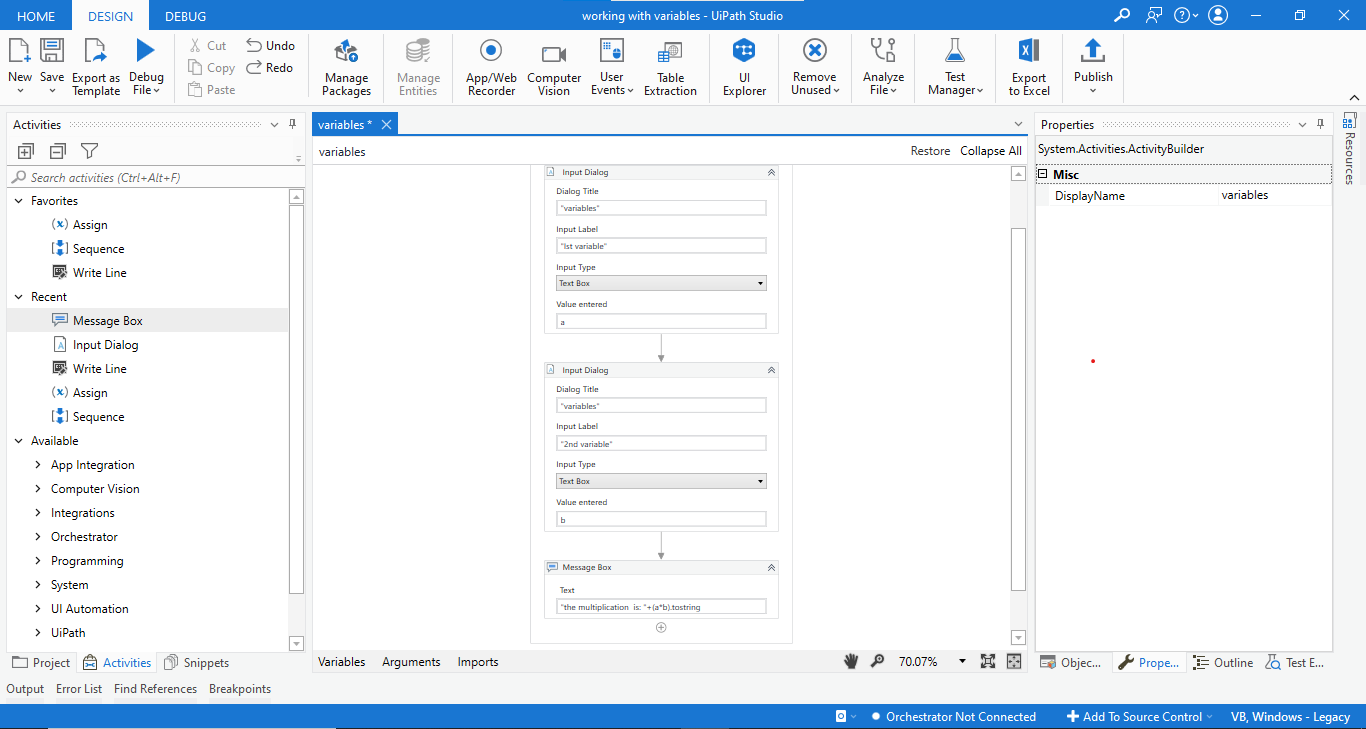 HOME DESIGN DEBUG working with variables - UiPath Studio
New Save Export as Template Debug File Cut Copy Paste Undo Redo Manage Packages Manage Entities App/Web Recorder Computer Vision User Events Table Extraction UI Explorer Remove Unused Analyze File Test Manager Export to Excel Publish
Activities
Search activities (Ctrl+Alt+F)
Favorites
Assign
Sequence
Write Line
Recent
Message Box
Input Dialog
Write Line
Assign
Sequence
Available
App Integration
Computer Vision
Integrations
Orchestrator
Programming
System
UI Automation
UiPath
Project Activities Snippets
variables *
variables Restore Collapse All
Input Dialog
Dialog Title
"variables"
Input Label
"Ist variable"
Input Type
Text Box
Value entered
a
Input Dialog
Dialog Title
"variables"
Input Label
"2nd variable"
Input Type
Text Box
Value entered
b
Message Box
Text
"the multiplication is: "+(a*b).tostring
Variables Arguments Imports 70.07%
Properties
System.Activities.ActivityBuilder
Misc
DisplayName variables
Resources
Objec... Prope... Outline Test E...
Output Error List Find References Breakpoints
Orchestrator Not Connected Add To Source Control VB, Windows - Legacy